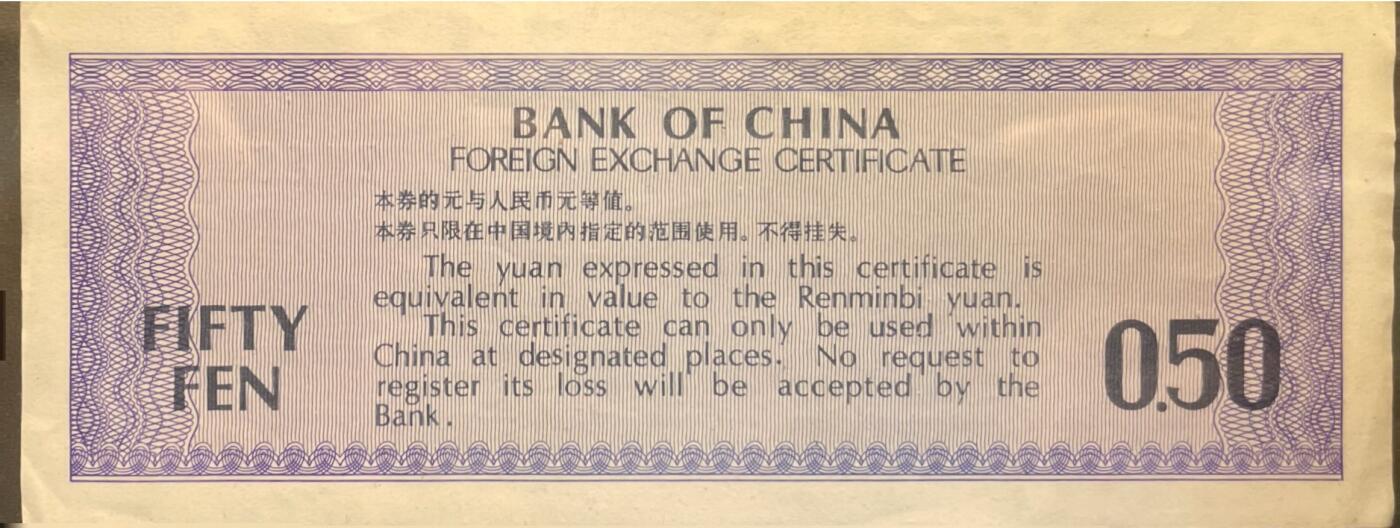 BANK OF CHINA
FOREIGN EXCHANGE CERTIFICATE
本券的元与人民币元等值。
本券只限在中国境内指定的范围使用。不得挂失。
The yuan expressed in this certificate is
equivalent in value to the Renminbi yuan.
This certificate can only be used within
China at designated places. No request to
register its loss will be accepted by the
Bank.
FIFTY
FEN
0.50